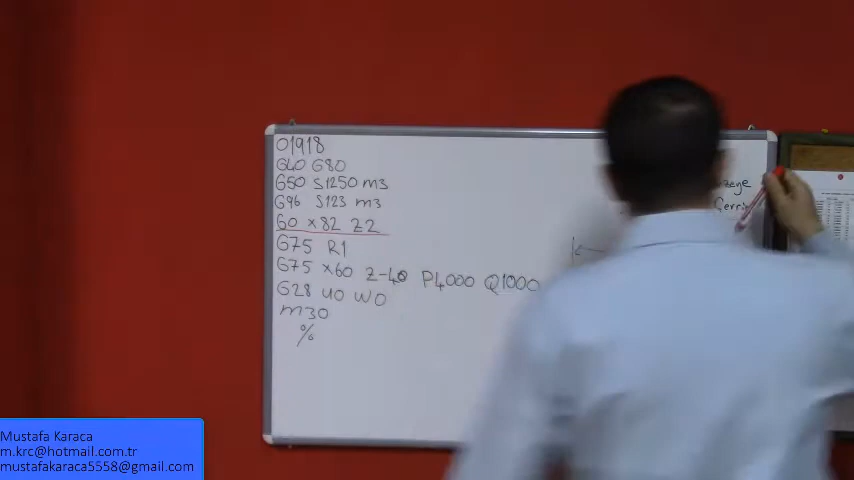 O1918
G40 G80
G50 S1250 m3
G96 S123 m3
G0 x82 Z2
G75 R1
G75 x60 Z-40 P4000 Q1000
G28 U0 W0
m30
%
Mustafa Karaca
m.krc@hotmail.com.tr
mustafakaraca5558@gmail.com